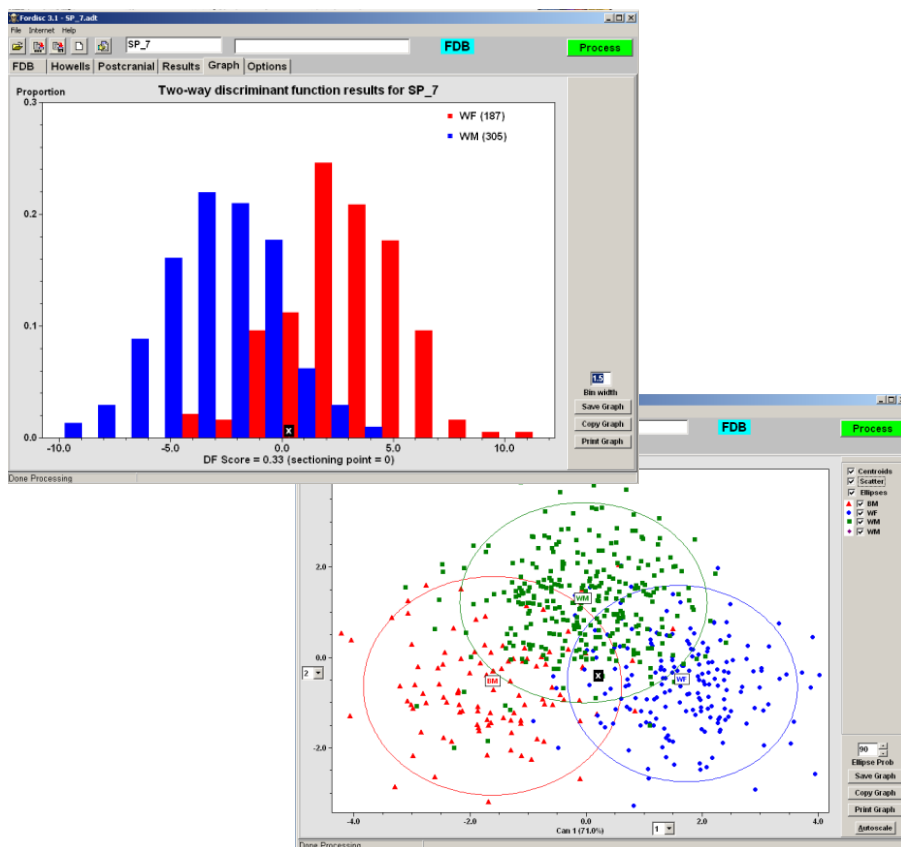 Fordisc 3.1 - SP_7.adt
File Internet Help
SP_7
FDB
Process
FDB Howells Postcranial Results Graph Options
Proportion
Two-way discriminant function results for SP_7
0.3
WF (187)
WM (305)
0.2
0.1
0.0
X
-10.0 -5.0 0.0 5.0 10.0
DF Score = 0.33 (sectioning point = 0)
1.5
Bin width
Save Graph
Copy Graph
Print Graph
Done Processing
FDB
Process
Centroids
Scatter
Ellipses
BM
WF
WM
WM
2.0
WM
0.0
2
BM
X
WF
-2.0
-4.0 -2.0 0.0 2.0 4.0
Can 1 (71.0%)
1
90
Ellipse Prob
Save Graph
Copy Graph
Print Graph
Autoscale
Done Processing